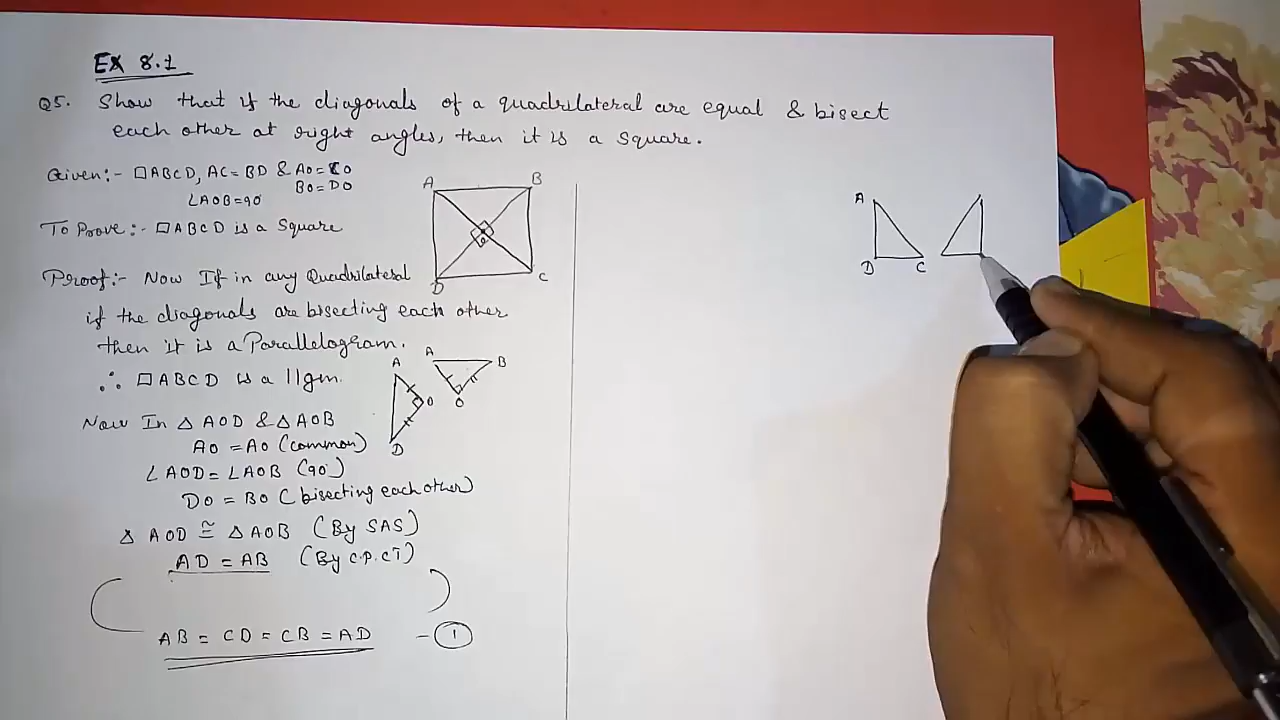 EX 8.1
Q5. Show that if the diagonals of a quadrilateral are equal & bisect
each other at right angles, then it is a square.
Given:- □ABCD, AC=BD & AO=CO
BO=DO
∠AOB=90°
To Prove:- □ABCD is a Square
A B
O
D C
Proof:- Now If in any Quadrilateral
if the diagonals are bisecting each other
then it is a Parallelogram.
∴ □ABCD is a ||gm.
A B
O
A
O
D
Now In △ AOD & △ AOB
AO = AO (common)
∠AOD = ∠AOB (90°)
DO = BO (bisecting each other)
△ AOD ≅ △ AOB (By SAS)
AD = AB (By C.P.CT)
AB = CD = CB = AD - 1
A
D C